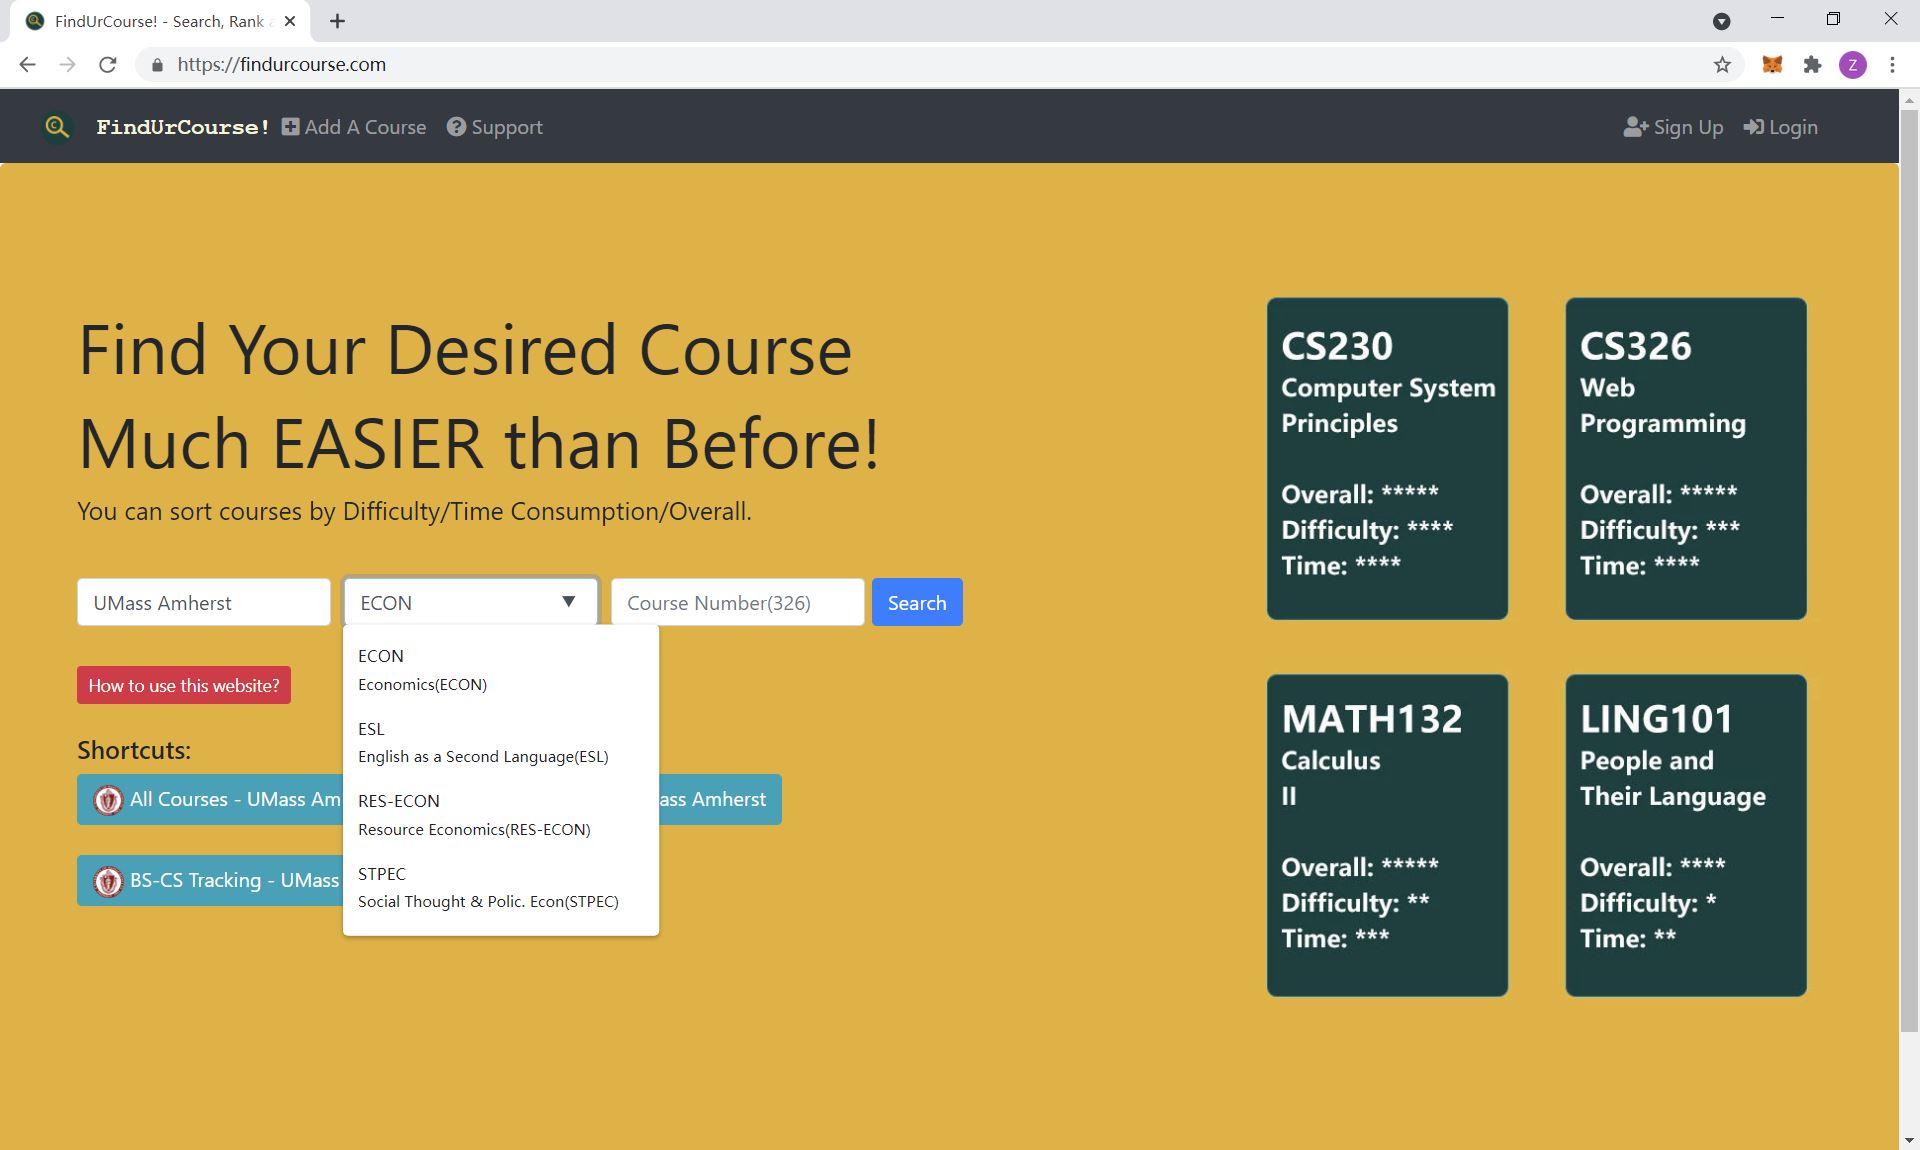 FindUrCourse! - Search, Rank
https://findurcourse.com
Z
FindUrCourse! Add A Course Support
Sign Up Login
Find Your Desired Course
Much EASIER than Before!
You can sort courses by Difficulty/Time Consumption/Overall.
UMass Amherst
ECON
Course Number(326)
Search
ECON
Economics(ECON)
ESL
English as a Second Language(ESL)
RES-ECON
Resource Economics(RES-ECON)
STPEC
Social Thought & Polic. Econ(STPEC)
How to use this website?
Shortcuts:
All Courses - UMass Am
ass Amherst
BS-CS Tracking - UMass
CS230
Computer System
Principles
Overall: *****
Difficulty: ****
Time: ****
CS326
Web
Programming
Overall: *****
Difficulty: ***
Time: ****
MATH132
Calculus
II
Overall: *****
Difficulty: **
Time: ***
LING101
People and
Their Language
Overall: ****
Difficulty: *
Time: **